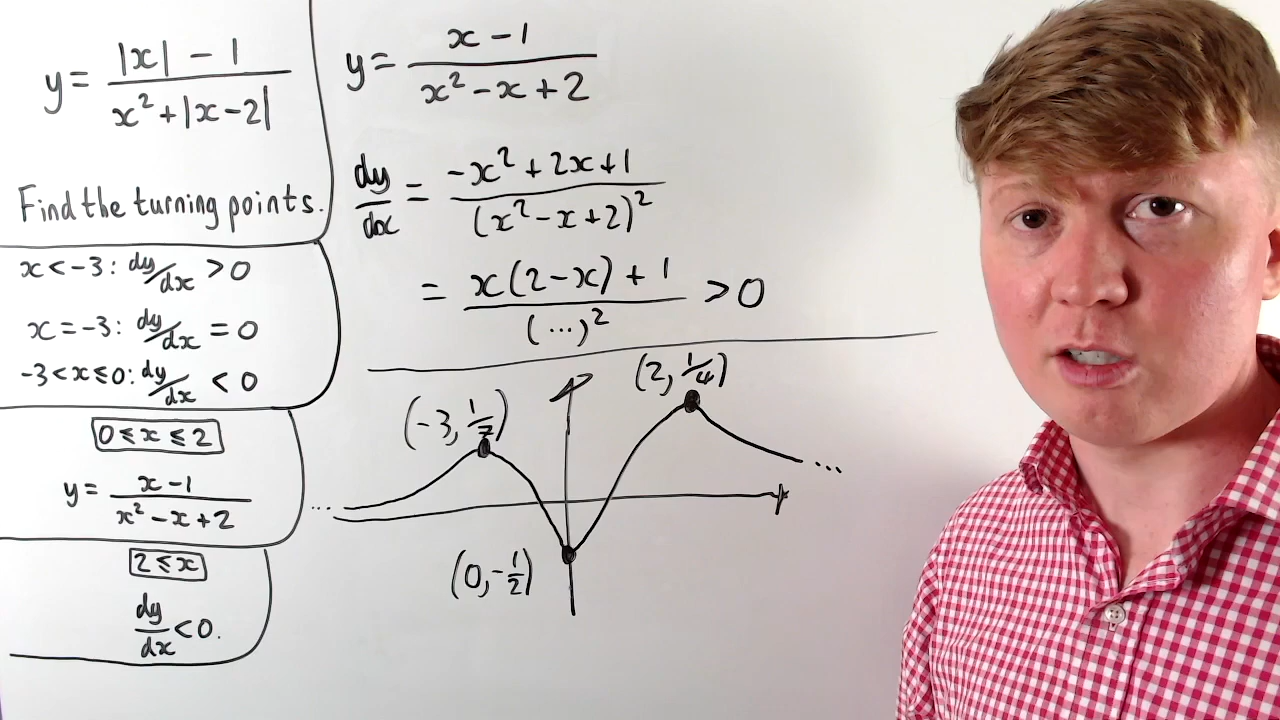 y = (|x| - 1) / (x² + |x-2|)
Find the turning points.
x < -3 : dy/dx > 0
x = -3 : dy/dx = 0
-3 < x ≤ 0 : dy/dx < 0
0 ≤ x ≤ 2
y = (x - 1) / (x² - x + 2)
2 ≤ x
dy/dx < 0.
y = (x - 1) / (x² - x + 2)
dy/dx = (-x² + 2x + 1) / (x² - x + 2)²
= (x(2 - x) + 1) / (...)² > 0
(2, 1/4)
(-3, 1/7)
... ...
(0, -1/2)